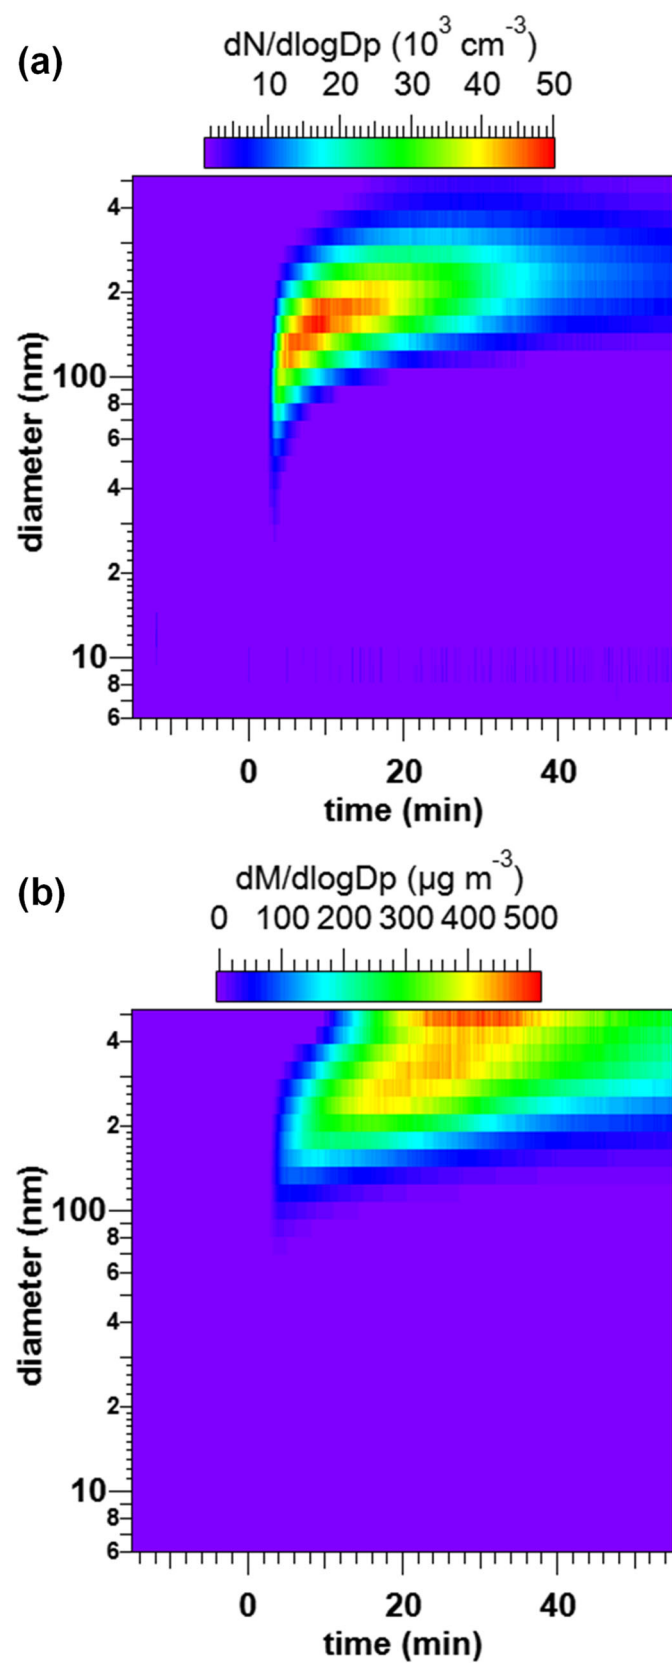 (a)
dN/dlogDp (10³ cm⁻³)
10 20 30 40 50
4
2
100
8
6
4
2
10
8
6
diameter (nm)
0 20 40
time (min)
(b)
dM/dlogDp (µg m⁻³)
0 100 200 300 400 500
4
2
100
8
6
4
2
10
8
6
diameter (nm)
0 20 40
time (min)